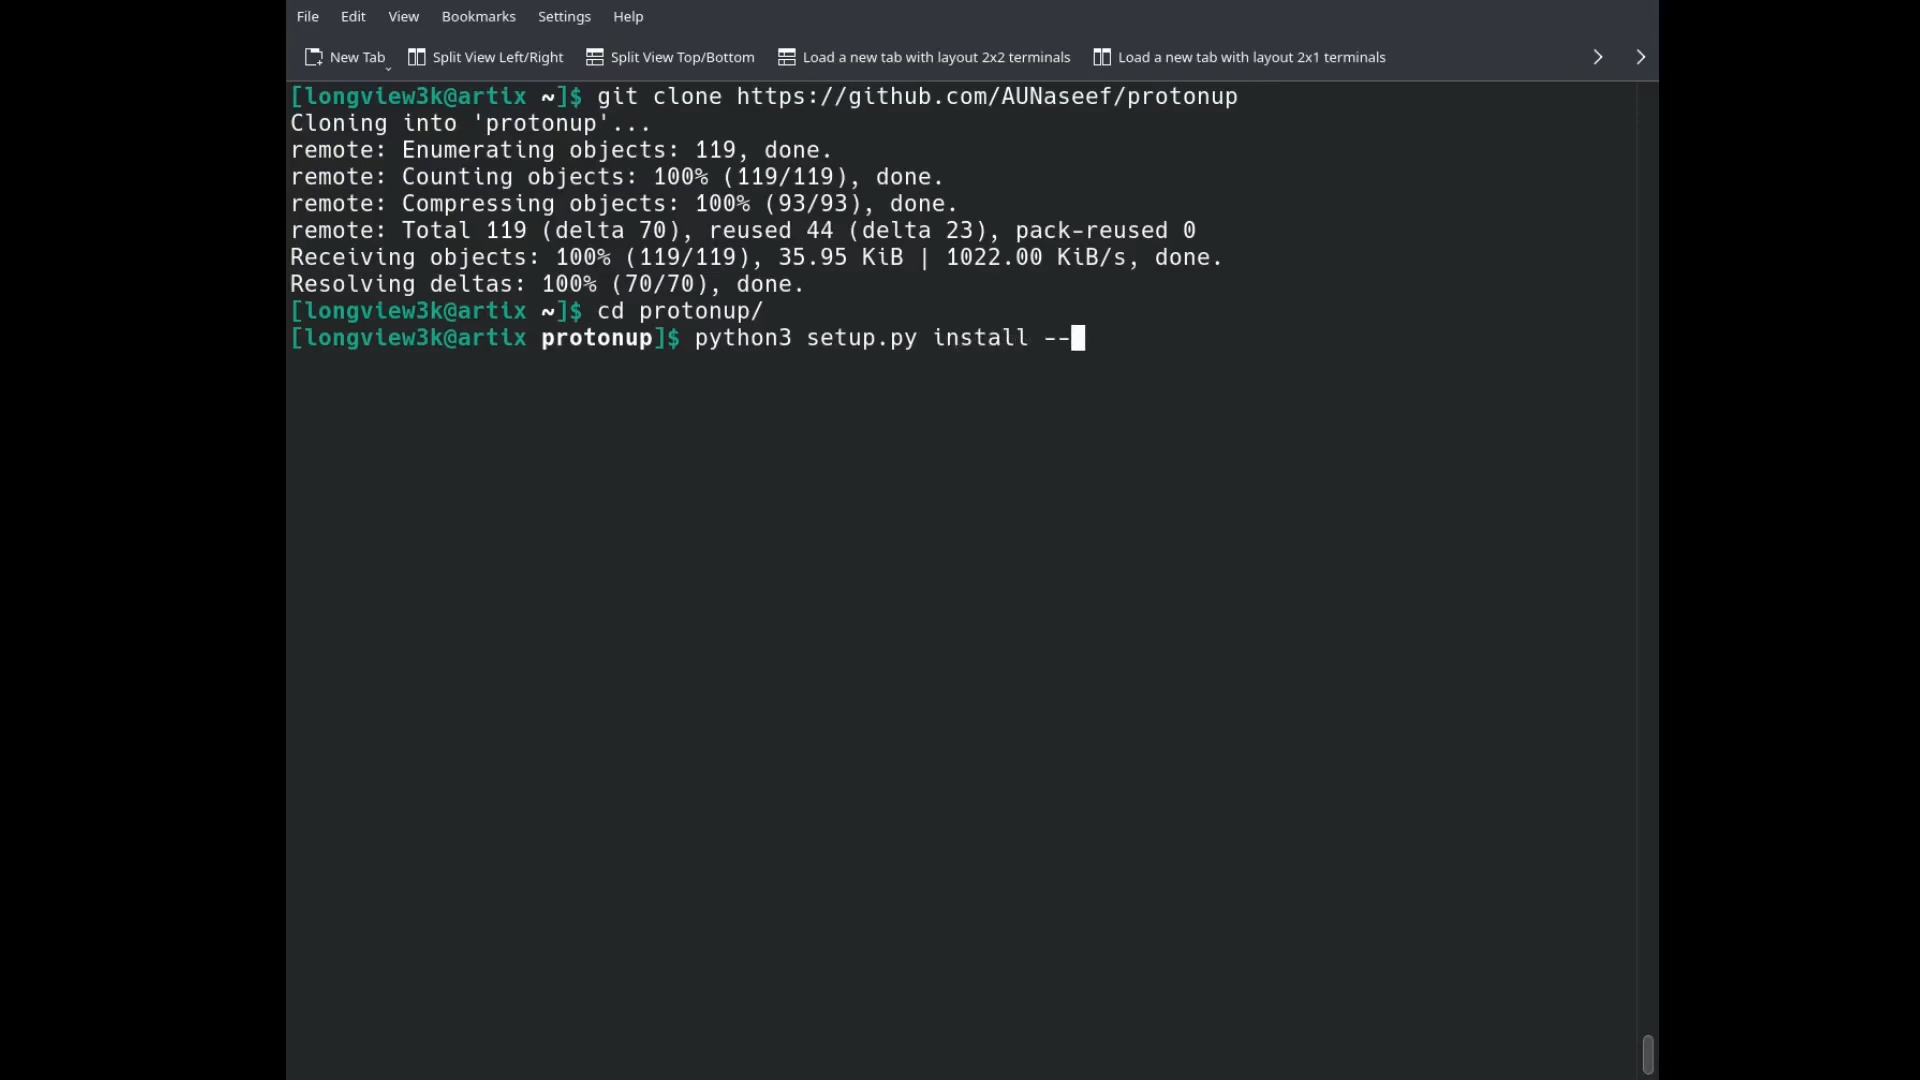 File Edit View Bookmarks Settings Help
New Tab Split View Left/Right Split View Top/Bottom Load a new tab with layout 2x2 terminals Load a new tab with layout 2x1 terminals
[longview3k@artix ~]$ git clone https://github.com/AUNaseef/protonup
Cloning into 'protonup'...
remote: Enumerating objects: 119, done.
remote: Counting objects: 100% (119/119), done.
remote: Compressing objects: 100% (93/93), done.
remote: Total 119 (delta 70), reused 44 (delta 23), pack-reused 0
Receiving objects: 100% (119/119), 35.95 KiB | 1022.00 KiB/s, done.
Resolving deltas: 100% (70/70), done.
[longview3k@artix ~]$ cd protonup/
[longview3k@artix protonup]$ python3 setup.py install --